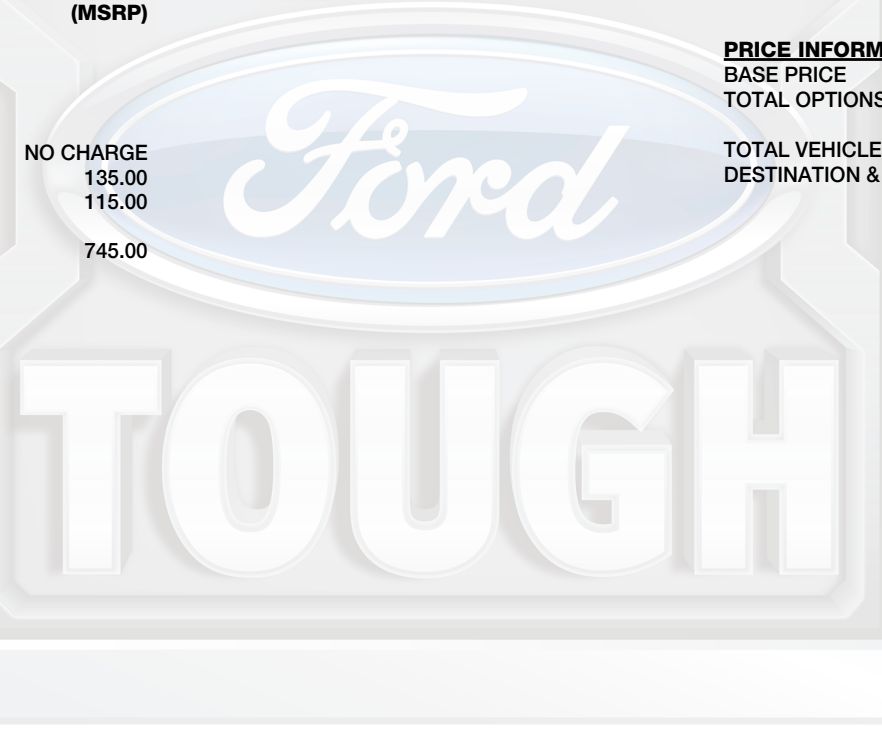 (MSRP)
NO CHARGE
135.00
115.00
745.00
PRICE INFORM
BASE PRICE
TOTAL OPTIONS
TOTAL VEHICLE
DESTINATION &
Ford
TOUGH